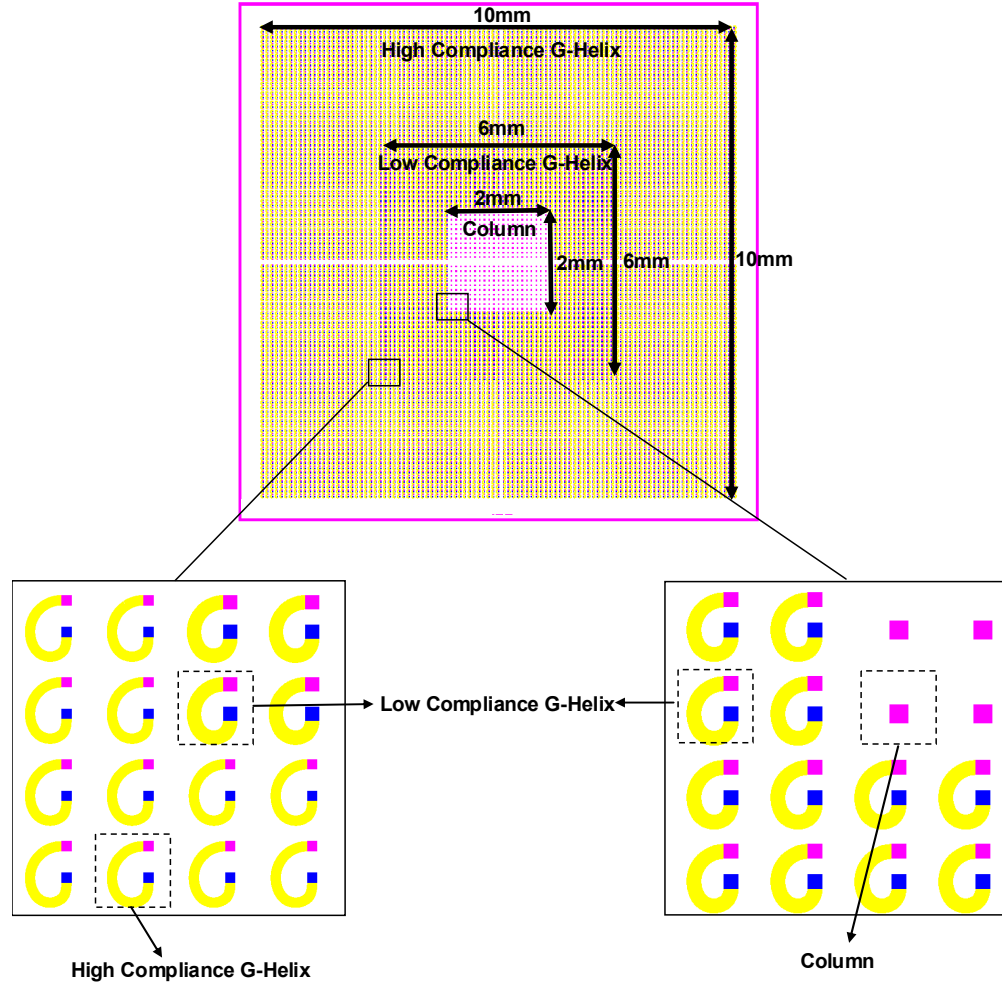 10mm
High Compliance G-Helix
6mm
Low Compliance G-Helix
2mm
Column
2mm
6mm
10mm
Low Compliance G-Helix
High Compliance G-Helix
Column